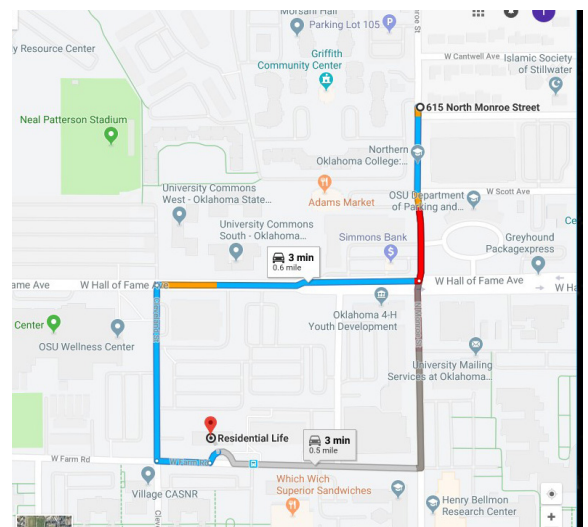 Morsani Hall
Parking Lot 105
P
T
y Resource Center
Griffith
Community Center
W Cantwell Ave
Islamic Society
of Stillwater
615 North Monroe Street
Neal Patterson Stadium
Northern
Oklahoma College:...
University Commons
West - Oklahoma State...
Adams Market
OSU Department
of Parking and...
W Scott Ave
University Commons
South - Oklahoma...
Simmons Bank
$
Ce
Greyhound
Packagexpress
3 min
0.6 mile
ame Ave
W Hall of Fame Ave
W Hall of Fame Ave
Center
OSU Wellness Center
Oklahoma 4-H
Youth Development
University Mailing
Services at Oklahoma...
Residential Life
3 min
0.5 mile
W Farm Rd
Village CASNR
Which Wich
Superior Sandwiches
Henry Bellmon
Research Center
Cle
+